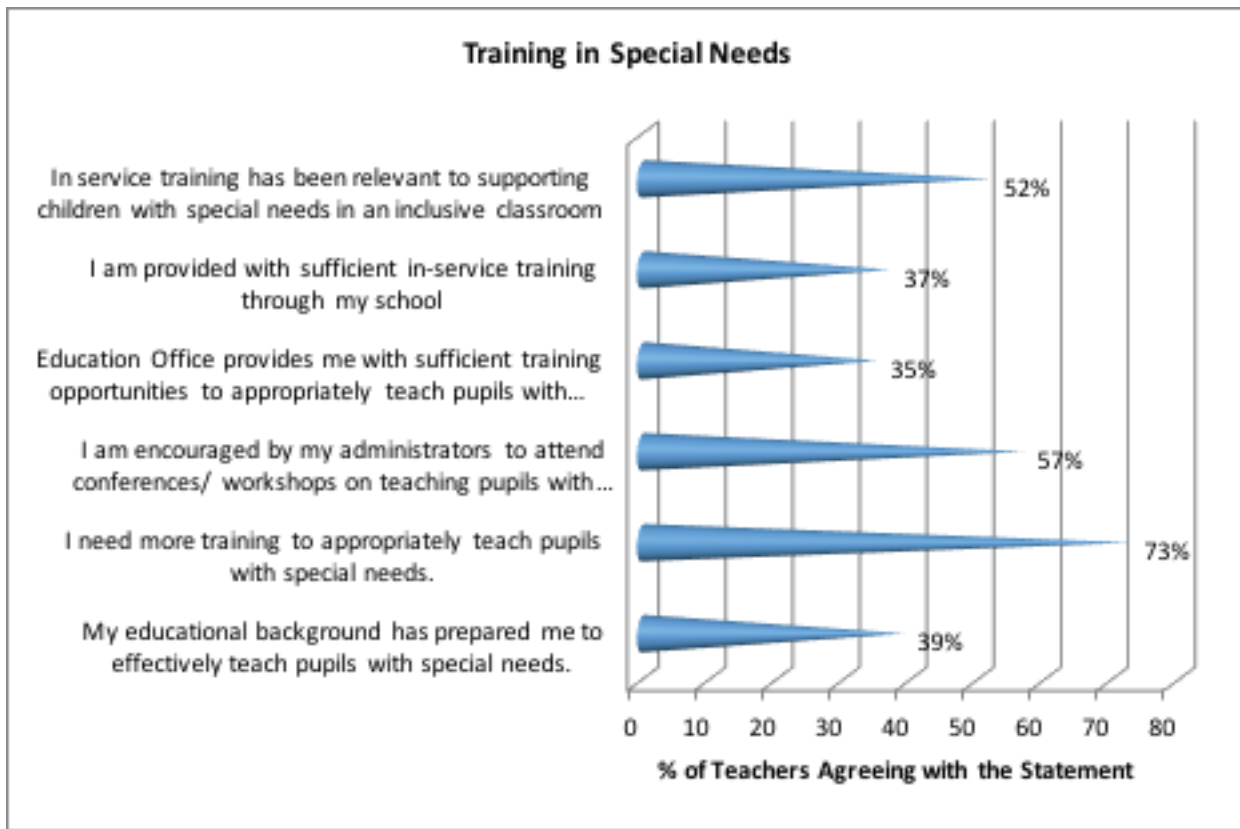 Training in Special Needs
In service training has been relevant to supporting
children with special needs in an inclusive classroom
52%
I am provided with sufficient in-service training
through my school
37%
Education Office provides me with sufficient training
opportunities to appropriately teach pupils with...
35%
I am encouraged by my administrators to attend
conferences/ workshops on teaching pupils with...
57%
I need more training to appropriately teach pupils
with special needs.
73%
My educational background has prepared me to
effectively teach pupils with special needs.
39%
0 10 20 30 40 50 60 70 80
% of Teachers Agreeing with the Statement